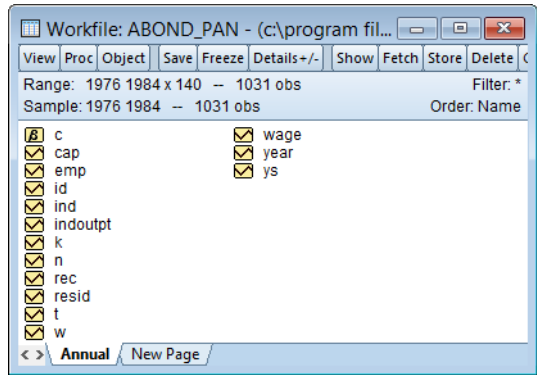 Workfile: ABOND_PAN - (c:\program fil...
View Proc Object Save Freeze Details+/- Show Fetch Store Delete
Range: 1976 1984 x 140 -- 1031 obs Filter: *
Sample: 1976 1984 -- 1031 obs Order: Name
β c
cap
emp
id
ind
indoutpt
k
n
rec
resid
t
w
wage
year
ys
Annual New Page